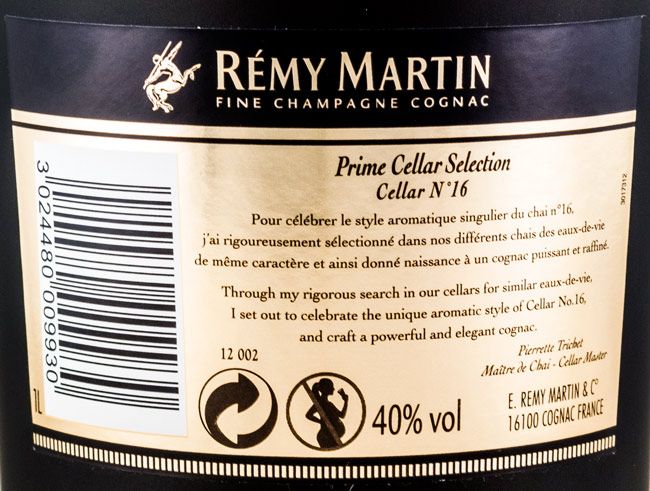 RÉMY MARTIN
FINE CHAMPAGNE COGNAC
Prime Cellar Selection
Cellar N°16
Pour célébrer le style aromatique singulier du chai n°16,
j'ai rigoureusement sélectionné dans nos différents chais des eaux-de-vie
de même caractère et ainsi donné naissance à un cognac puissant et raffiné.
Through my rigorous search in our cellars for similar eaux-de-vie,
I set out to celebrate the unique aromatic style of Cellar No.16,
and craft a powerful and elegant cognac.
Pierrette Trichet
Maître de Chai - Cellar Master
12 002
40% vol
E. REMY MARTIN & C°
16100 COGNAC FRANCE
3 024480 009930
1L
3017312